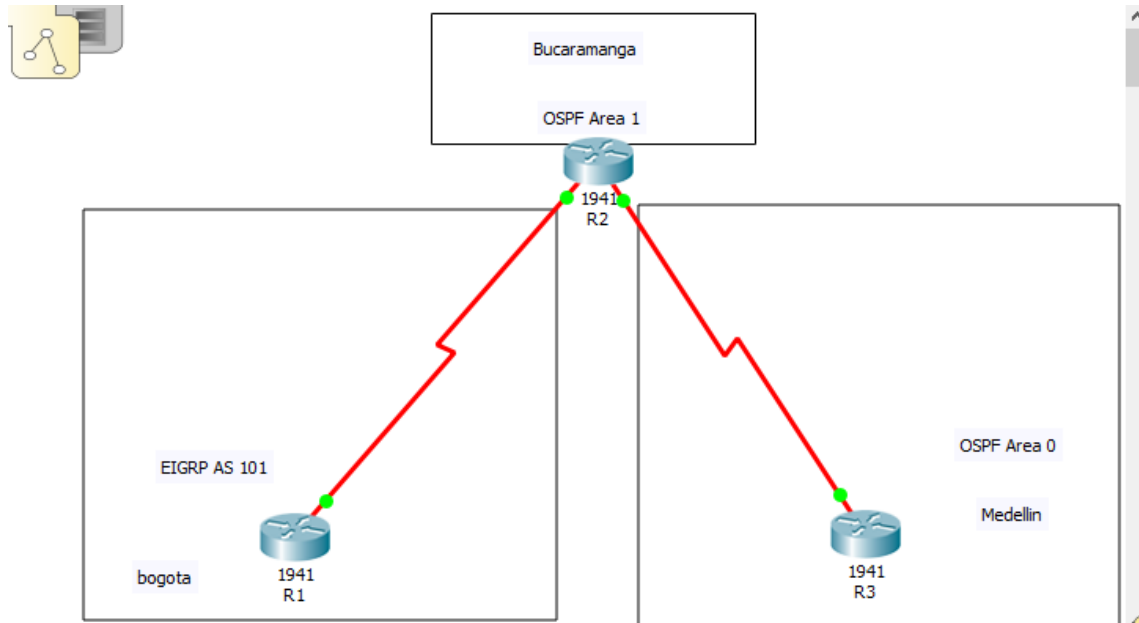 Bucaramanga
OSPF Area 1
1941
R2
EIGRP AS 101
bogota
1941
R1
OSPF Area 0
Medellin
1941
R3